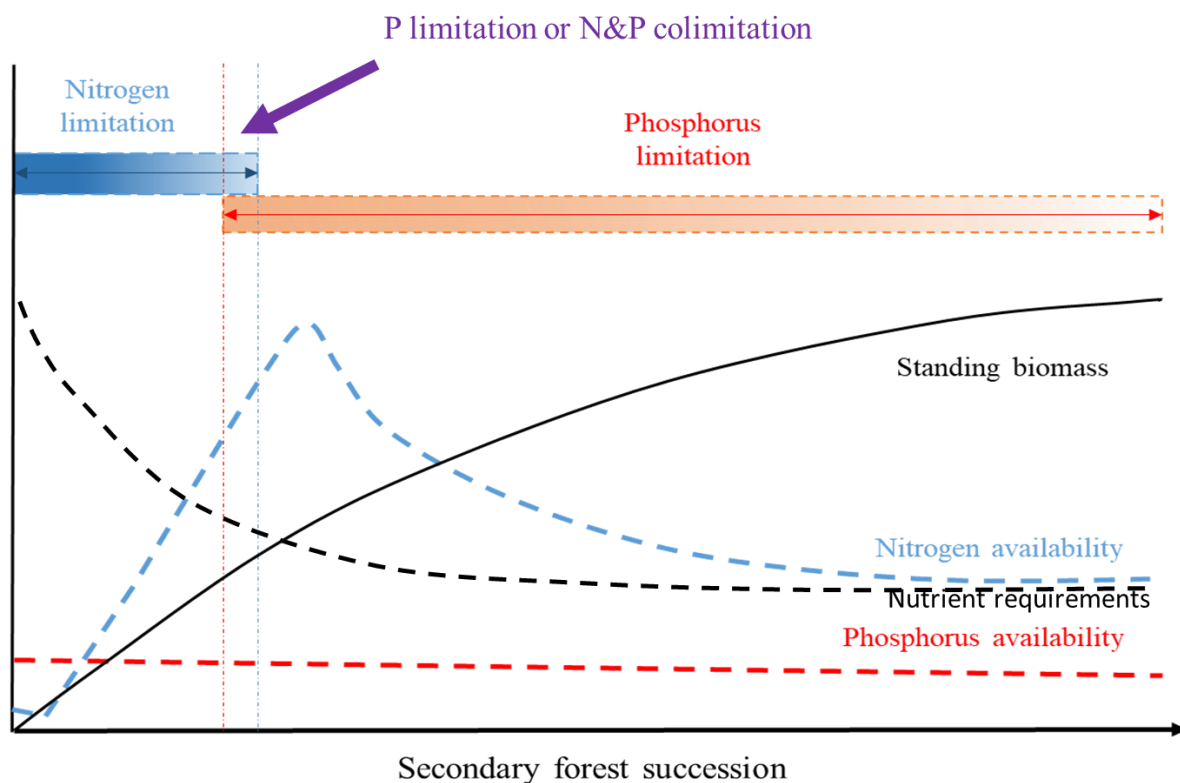 P limitation or N&P colimitation
Nitrogen
limitation
Phosphorus
limitation
Standing biomass
Nitrogen availability
Nutrient requirements
Phosphorus availability
Secondary forest succession